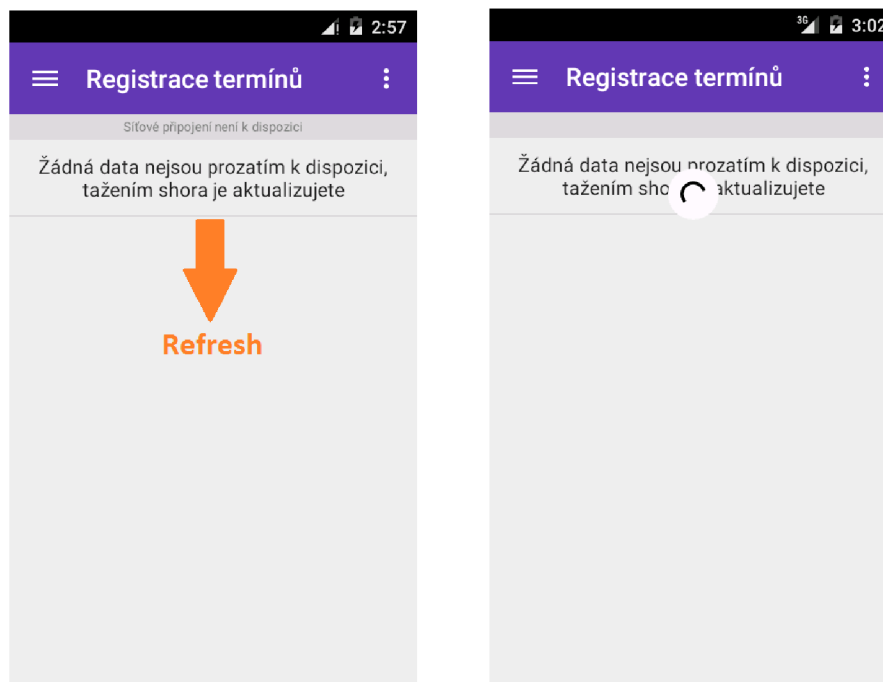 2:57
Registrace termínů
Síťové připojení není k dispozici
Žádná data nejsou prozatím k dispozici,
tažením shora je aktualizujete
Refresh
3G 3:02
Registrace termínů
Žádná data nejsou prozatím k dispozici,
tažením sho aktualizujete